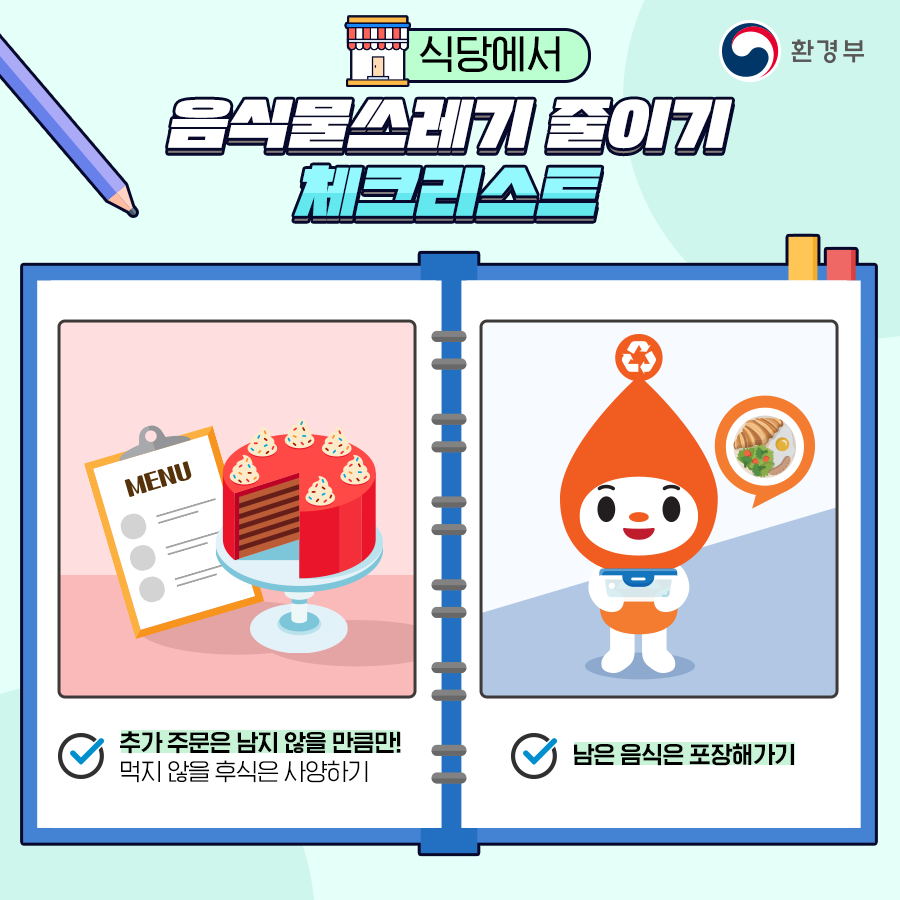 식당에서
환경부
음식물쓰레기 줄이기
체크리스트
MENU
추가 주문은 남지 않을 만큼만!
먹지 않을 후식은 사양하기
남은 음식은 포장해가기